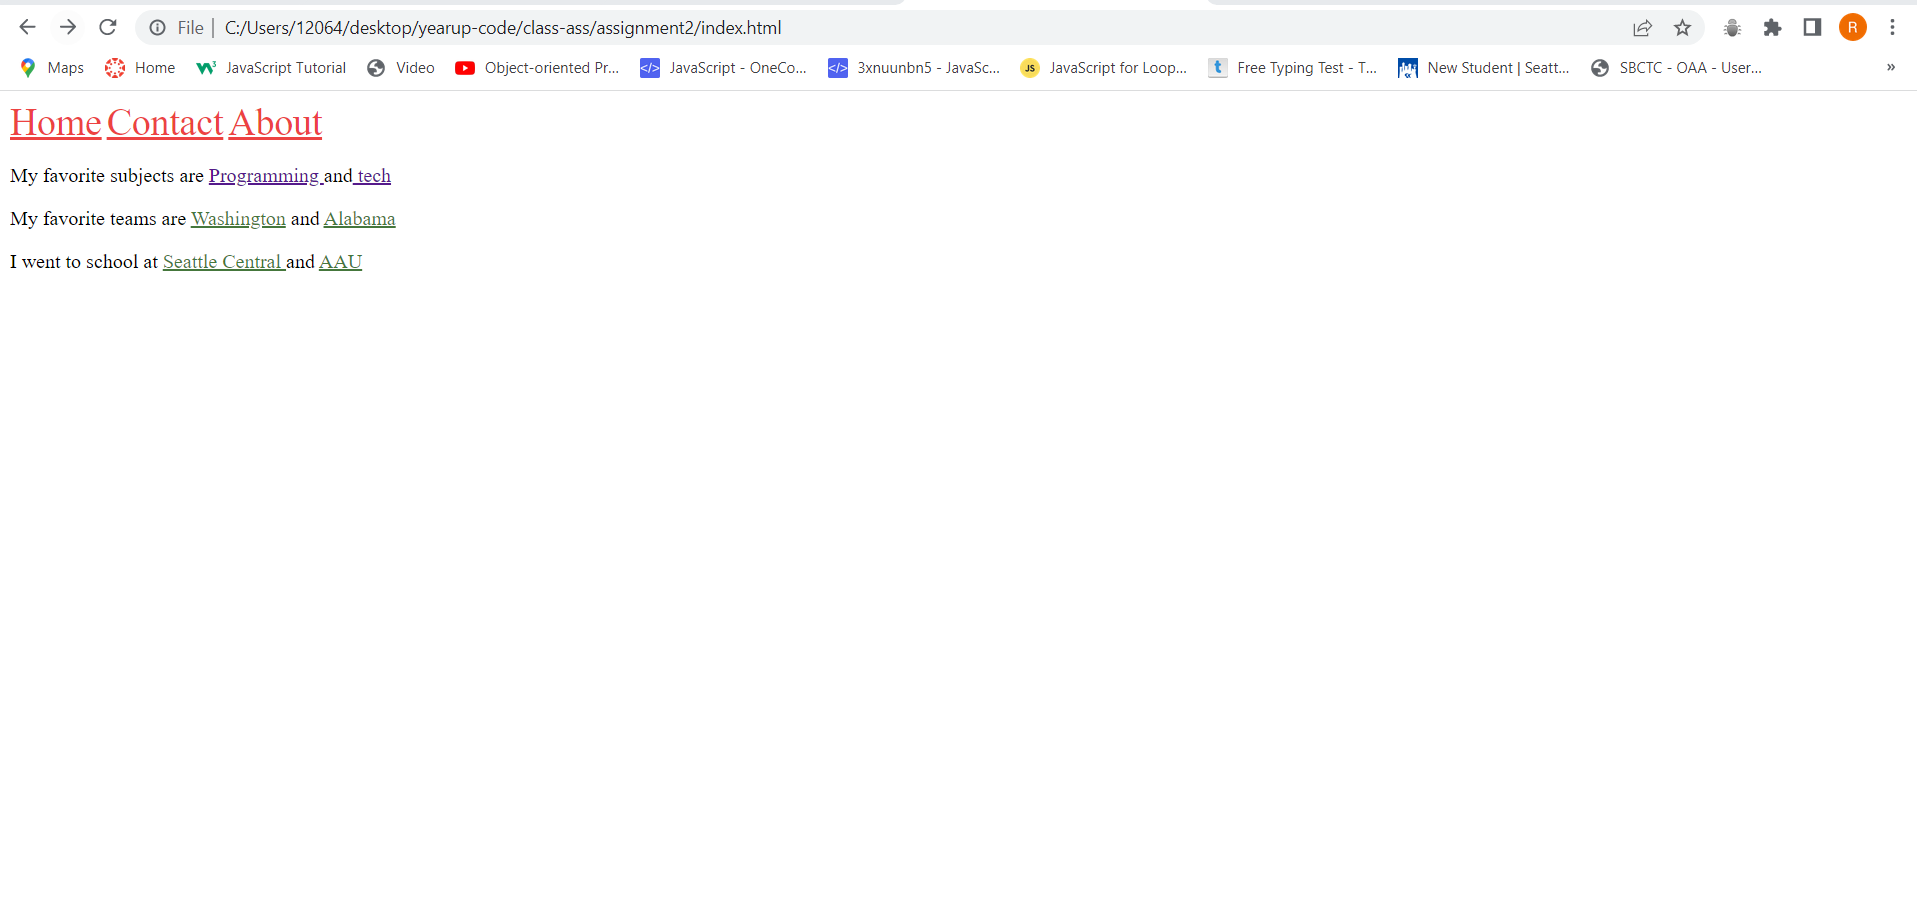 File | C:/Users/12064/desktop/yearup-code/class-ass/assignment2/index.html R
Maps Home JavaScript Tutorial Video Object-oriented Pr... </> JavaScript - OneCo... </> 3xnuunbn5 - JavaSc... JS JavaScript for Loop... t Free Typing Test - T... New Student | Seatt... SBCTC - OAA - User... »
Home Contact About
My favorite subjects are Programming and tech
My favorite teams are Washington and Alabama
I went to school at Seattle Central and AAU